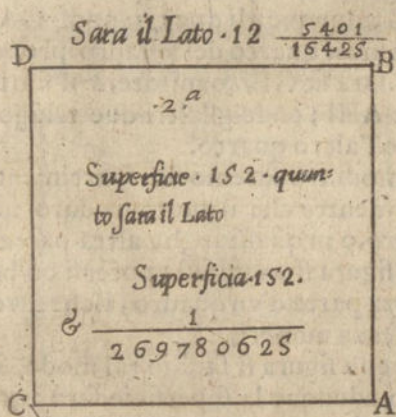 Sara il Lato · 12 5401/16425
D B
· 2 a
Superficie · 152 · quan=
to sara il Lato
Superficia · 152 ·
& 1/269780625
C A